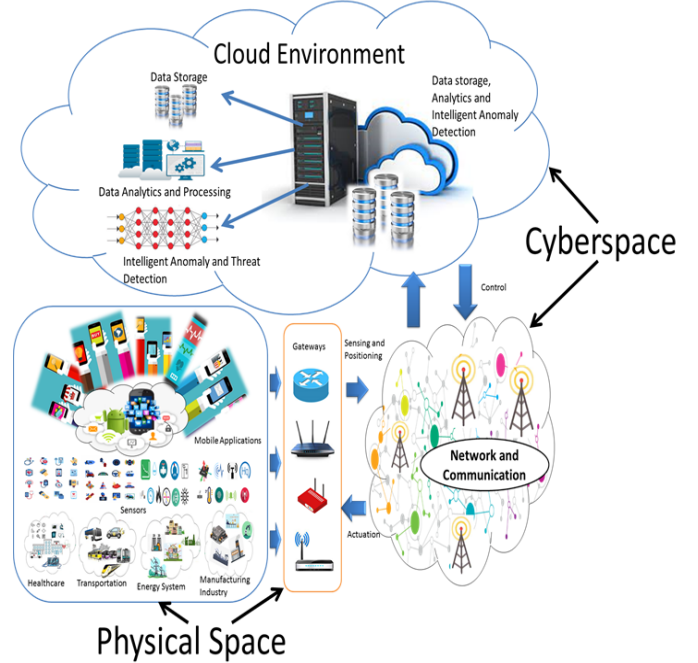 Cloud Environment
Data Storage
Data storage,
Analytics and
Intelligent Anomaly
Detection
Data Analytics and Processing
Intelligent Anomaly and Threat
Detection
Cyberspace
Control
Gateways
Sensing and
Positioning
Mobile Applications
Network and
Communication
Sensors
Actuation
Healthcare
Transportation
Energy System
Manufacturing
Industry
Physical Space